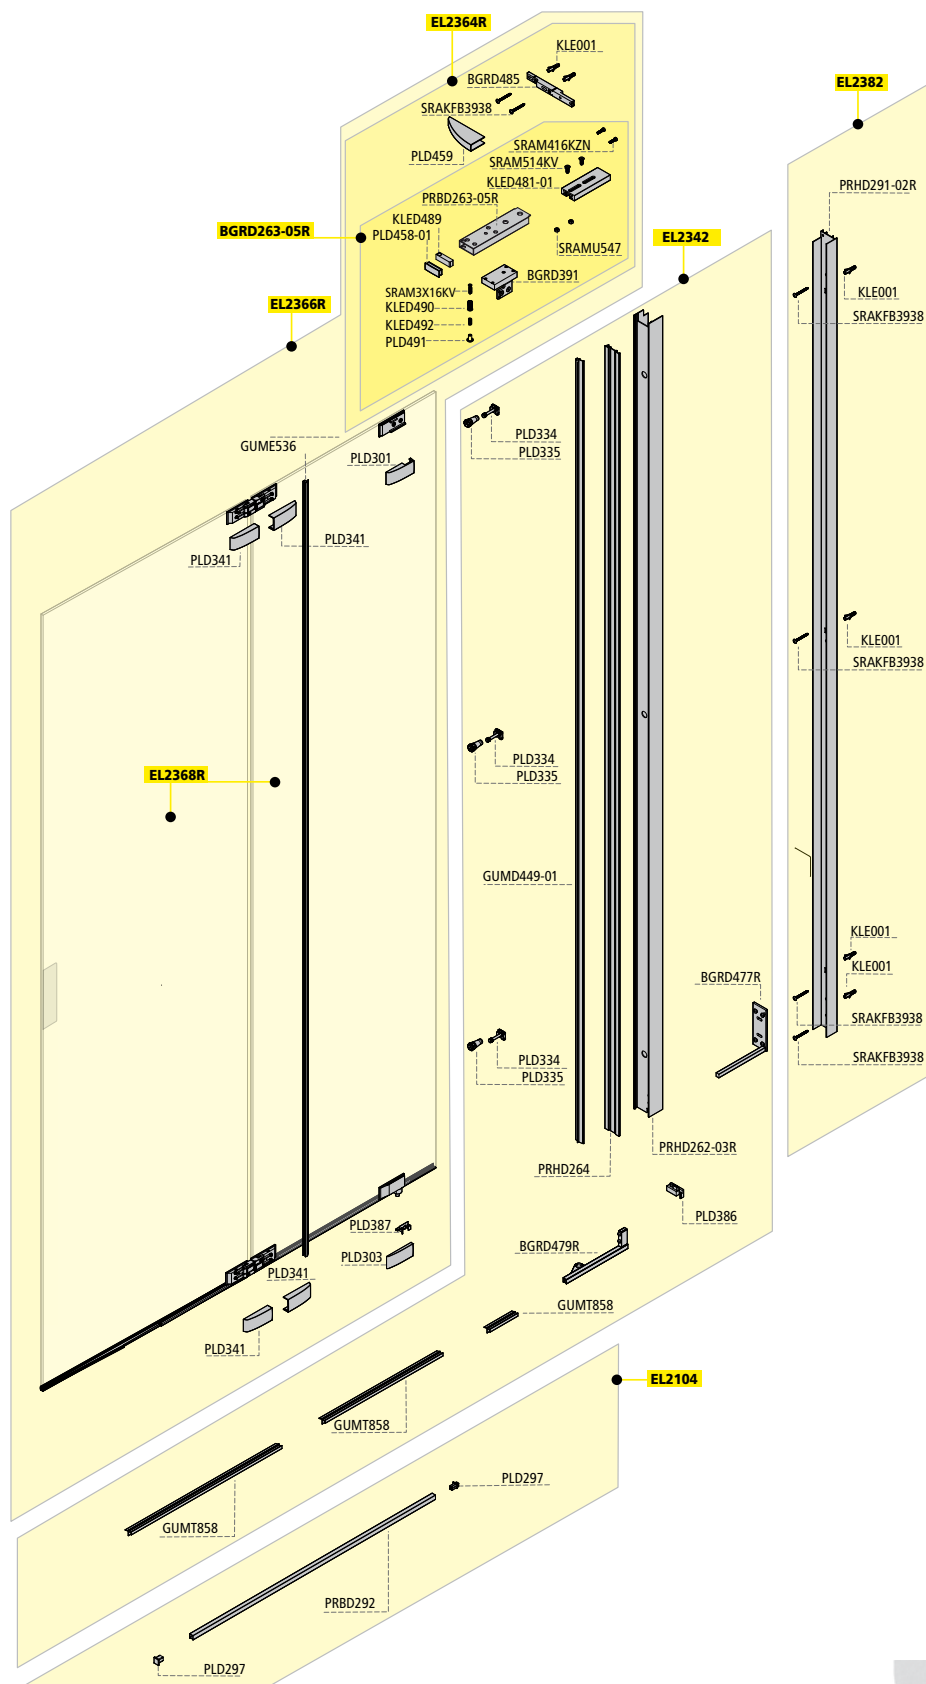 EL2364R
KLE001
BGRD485
SRAKFB3938
PLD459
SRAM416KZN
SRAM514KV
KLED481-01
PRBD263-05R
KLED489
BGRD263-05R
PLD458-01
SRAMU547
BGRD391
SRAM3X16KV
KLED490
KLED492
PLD491
EL2366R
EL2382
PRHD291-02R
KLE001
SRAKFB3938
EL2342
PLD334
PLD335
GUME536
PLD301
PLD341
PLD341
KLE001
SRAKFB3938
PLD334
PLD335
EL2368R
GUMD449-01
KLE001
KLE001
BGRD477R
SRAKFB3938
SRAKFB3938
PLD334
PLD335
PRHD262-03R
PRHD264
PLD386
PLD387
BGRD479R
PLD303
PLD341
PLD341
GUMT858
EL2104
GUMT858
PLD297
GUMT858
PRBD292
PLD297